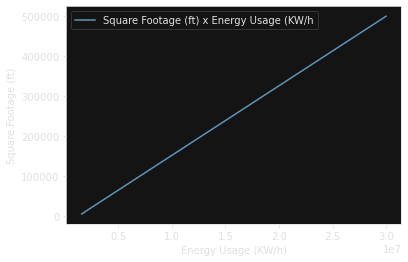 Square Footage (ft) x Energy Usage (KW/h
500000
400000
300000
200000
100000
0
Square Footage (ft)
0.5 1.0 1.5 2.0 2.5 3.0
1e7
Energy Usage (KW/h)